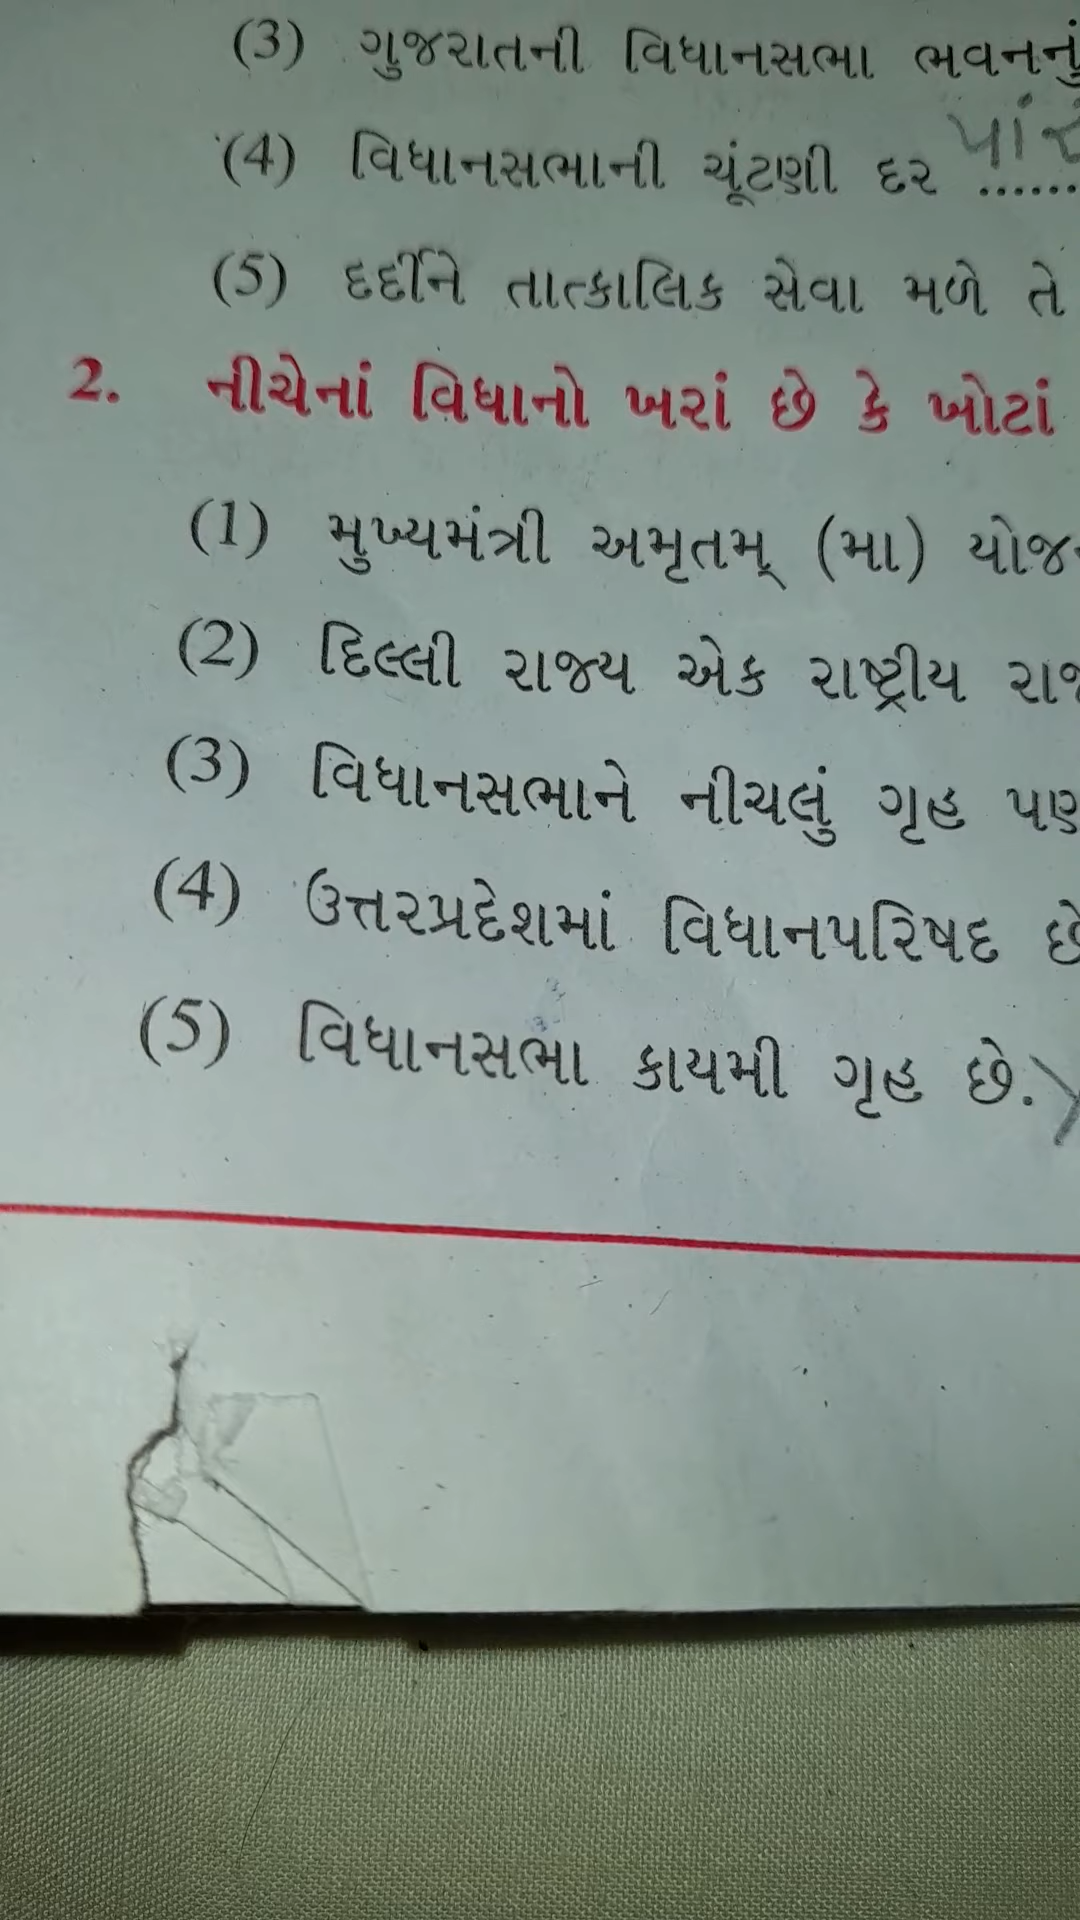 (3) ગુજરાતની વિધાનસભા ભવનનું
(4) વિધાનસભાની ચૂંટણી દર ......
(5) દર્દીને તાત્કાલિક સેવા મળે તે
2. નીચેનાં વિધાનો ખરાં છે કે ખોટાં
(1) મુખ્યમંત્રી અમૃતમ્ (મા)
(2) દિલ્લી રાજ્ય એક રાષ્ટ્રીય
(3) વિધાનસભાને નીચલું ગૃહ પણ
(4) ઉત્તરપ્રદેશમાં વિધાનપરિષદ છે
(5) વિધાનસભા કાયમી ગૃહ છે.